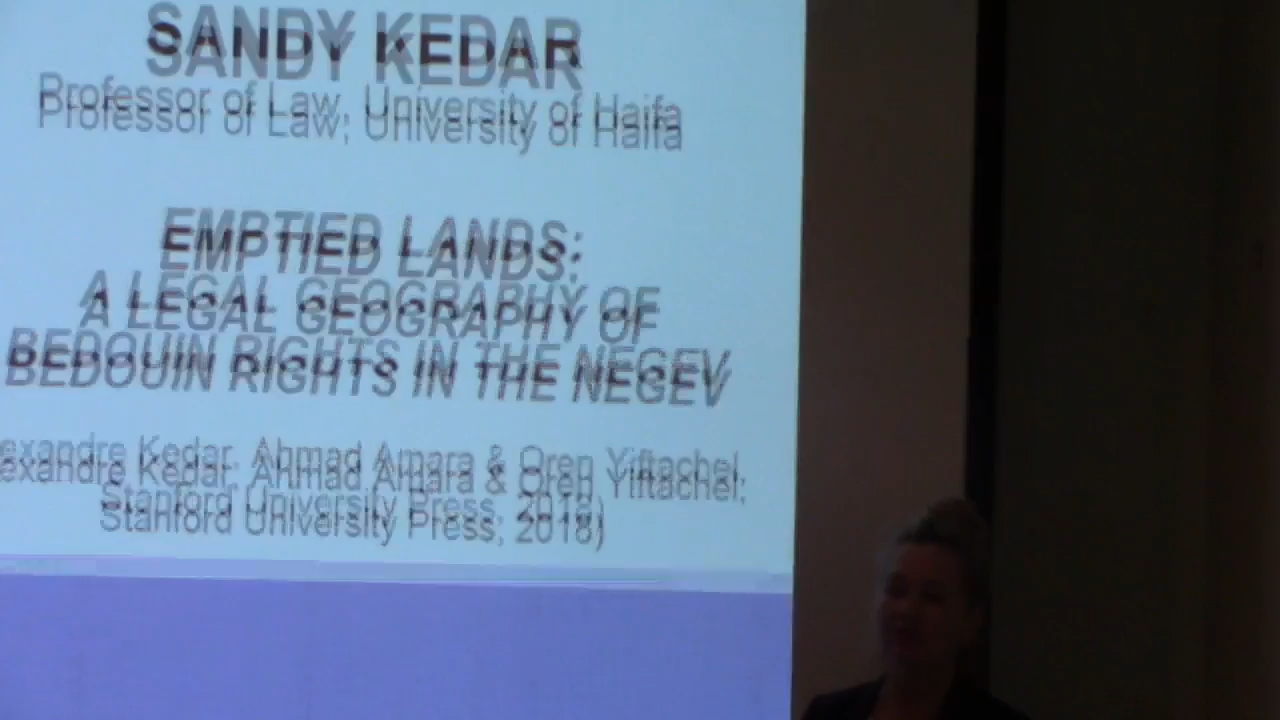 SANDY KEDAR
Professor of Law, University of Haifa
EMPTIED LANDS:
A LEGAL GEOGRAPHY OF
BEDOUIN RIGHTS IN THE NEGEV
exandre Kedar, Ahmad Amara & Oren Yiftachel,
Stanford University Press, 2018)